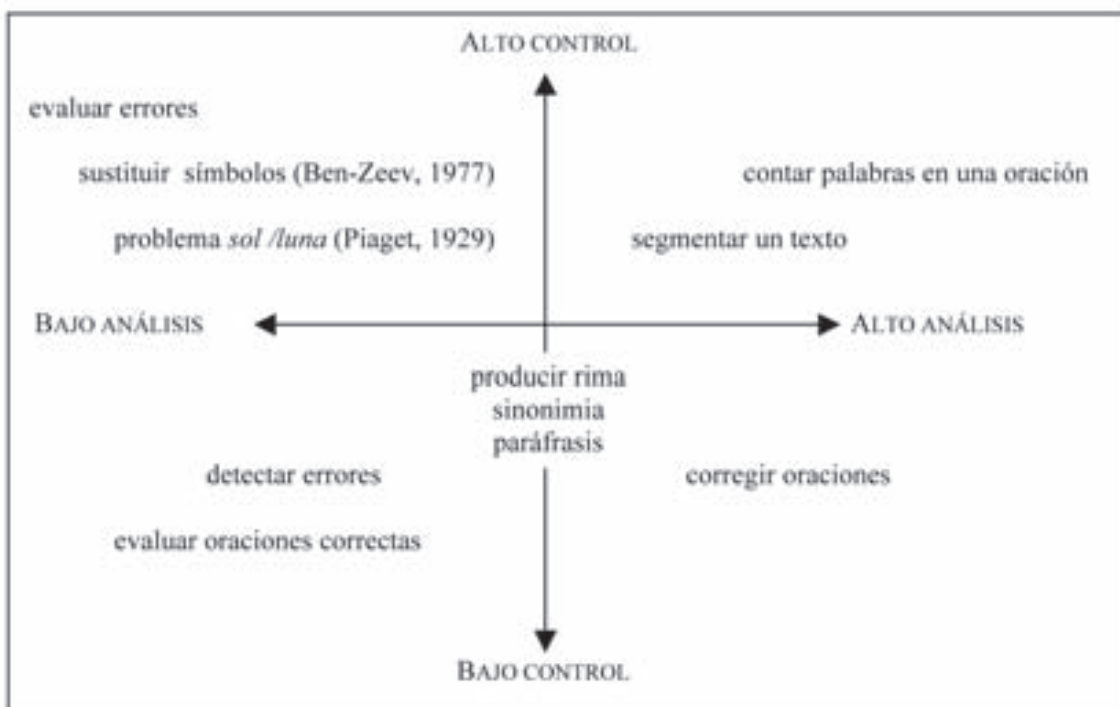 ALTO CONTROL
evaluar errores
sustituir símbolos (Ben-Zeev, 1977)
contar palabras en una oración
problema sol /luna (Piaget, 1929)
segmentar un texto
BAJO ANÁLISIS
ALTO ANÁLISIS
producir rima
sinonimia
paráfrasis
detectar errores
corregir oraciones
evaluar oraciones correctas
BAJO CONTROL